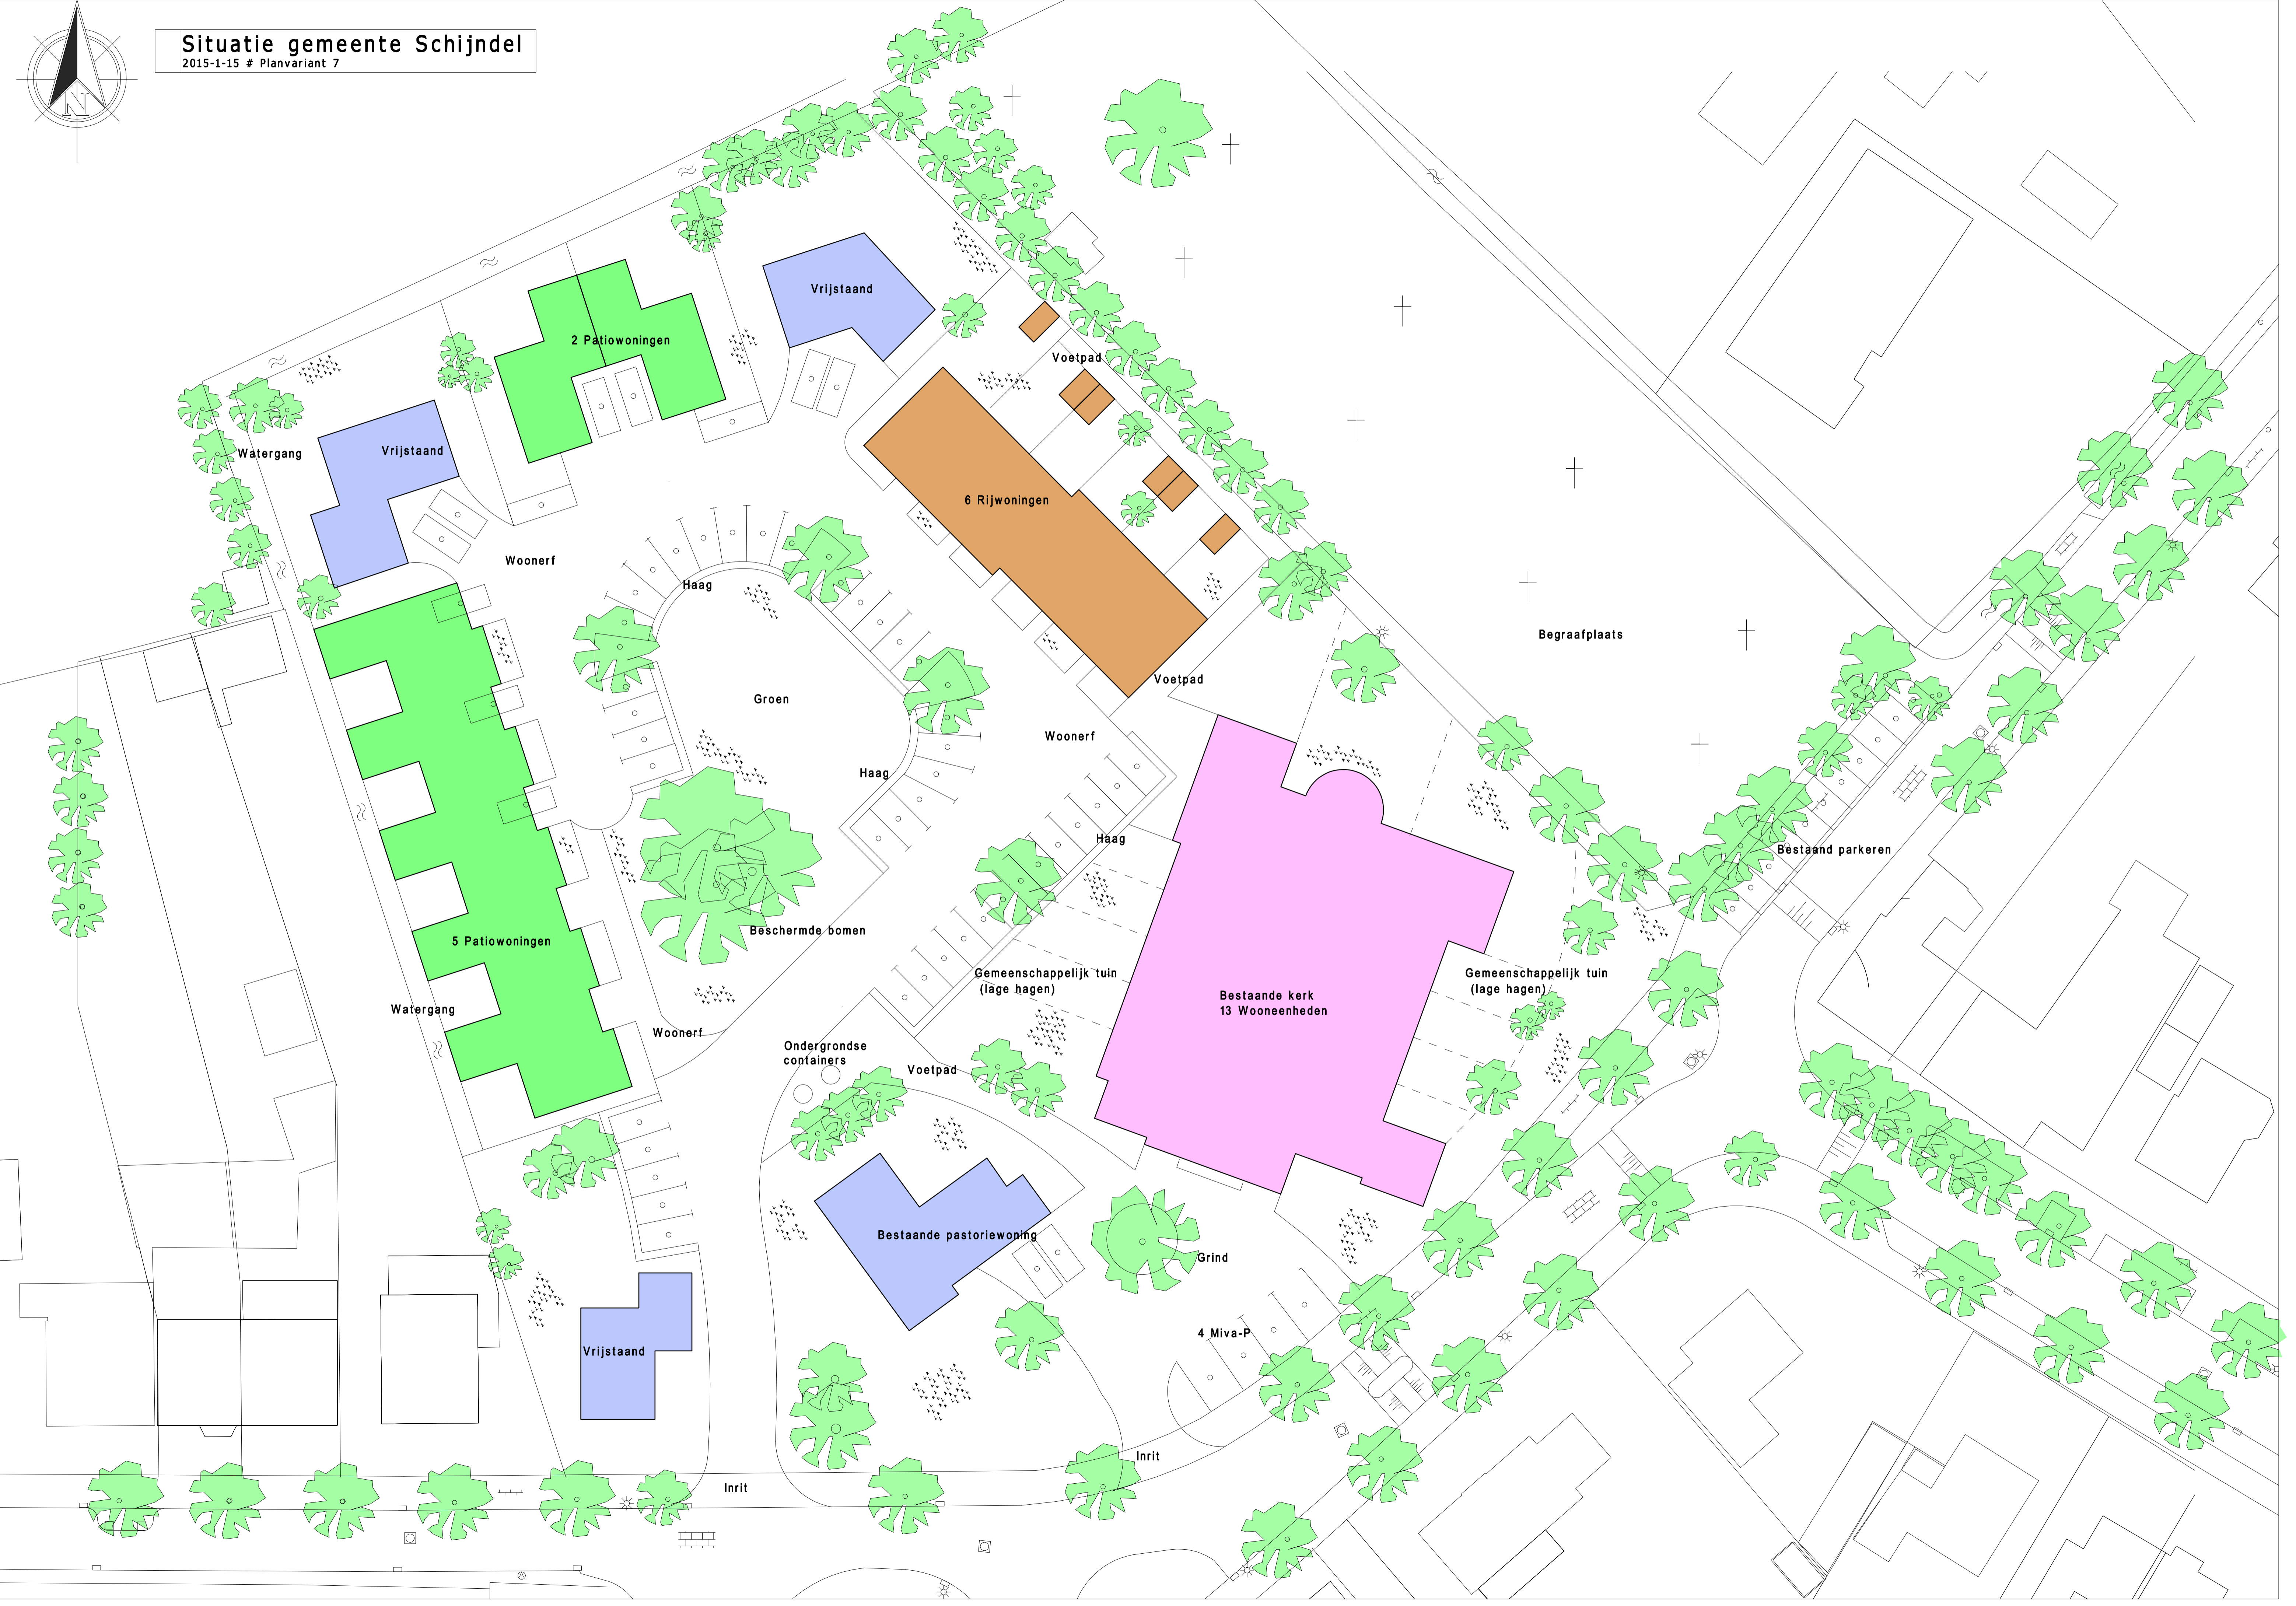 N
Situatie gemeente Schijndel
2015-1-15 # Planvariant 7
Vrijstaand
2 Patiowoningen
Voetpad
Vrijstaand
Watergang
6 Rijwoningen
Woonerf
Haag
Begraafplaats
Voetpad
Groen
Woonerf
Haag
Haag
Bestaand parkeren
Beschermde bomen
5 Patiowoningen
Gemeenschappelijk tuin
(lage hagen)
Gemeenschappelijk tuin
(lage hagen)
Bestaande kerk
13 Wooneenheden
Watergang
Woonerf
Ondergrondse
containers
Voetpad
Bestaande pastoriewoning
Grind
4 Miva-P
Vrijstaand
Inrit
Inrit